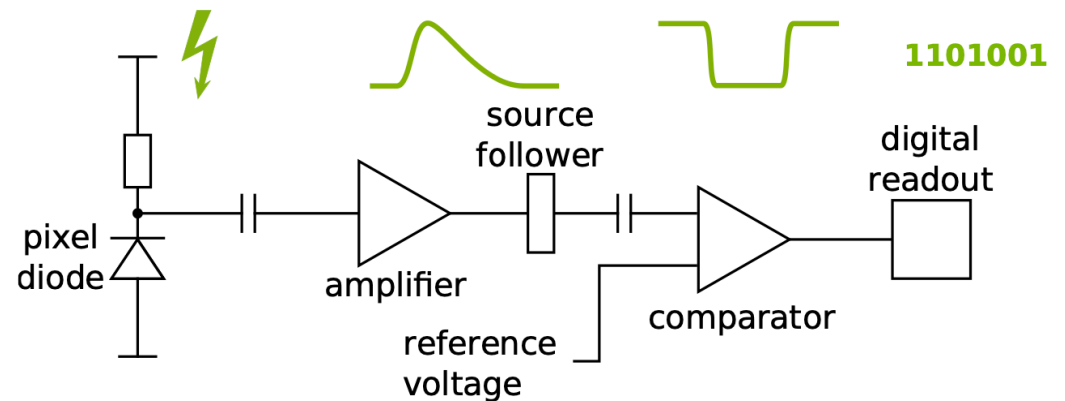 1101001
source
follower
digital
readout
pixel
diode
amplifier
comparator
reference
voltage